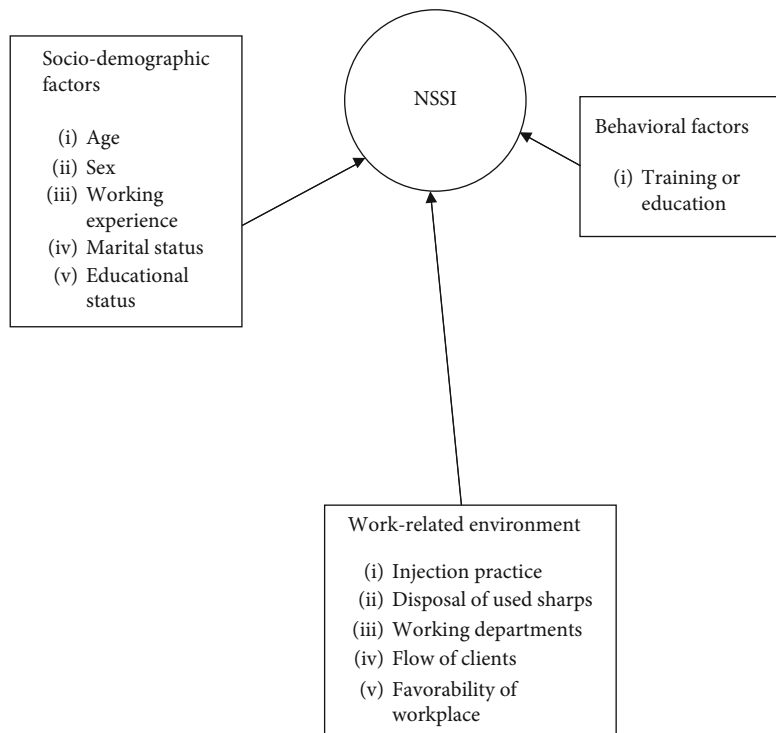 Socio-demographic
factors
(i) Age
(ii) Sex
(iii) Working
experience
(iv) Marital status
(v) Educational
status
NSSI
Behavioral factors
(i) Training or
education
Work-related environment
(i) Injection practice
(ii) Disposal of used sharps
(iii) Working departments
(iv) Flow of clients
(v) Favorability of
workplace